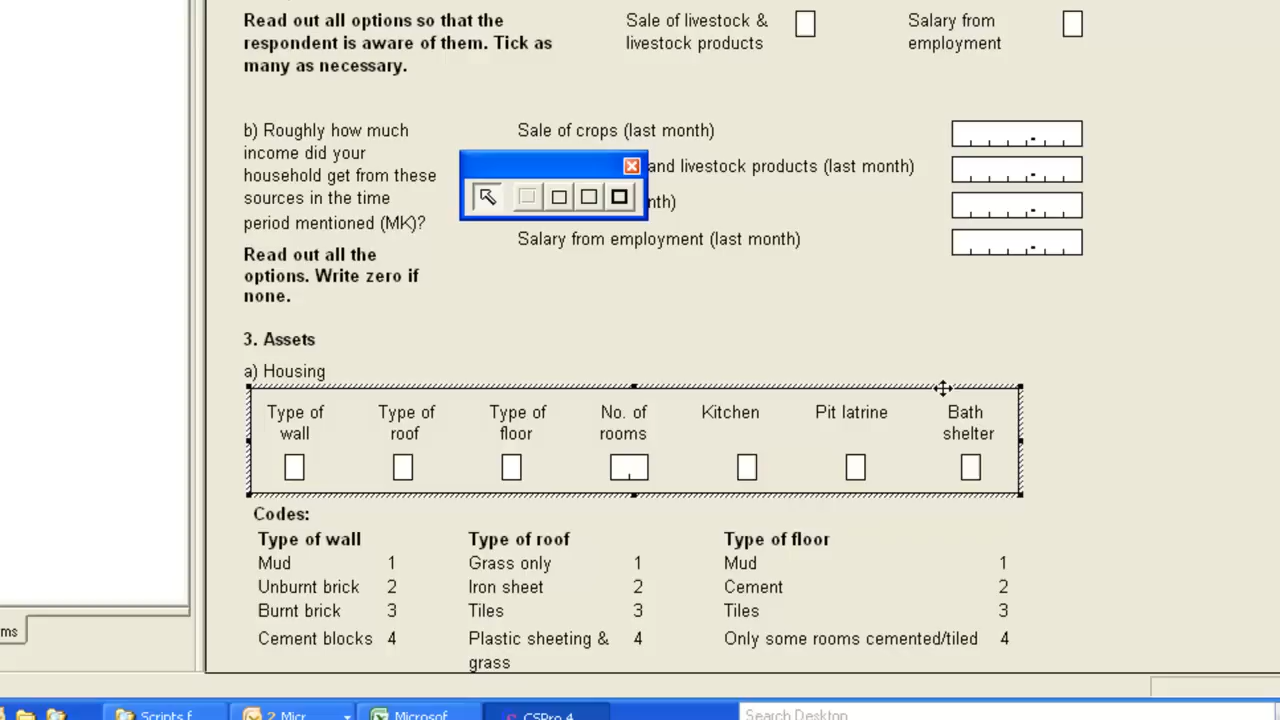 Read out all options so that the
respondent is aware of them. Tick as
many as necessary.
Sale of livestock &
livestock products
Salary from
employment
b) Roughly how much
income did your
household get from these
sources in the time
period mentioned (MK)?
Read out all the
options. Write zero if
none.
Sale of crops (last month)
and livestock products (last month)
nth)
Salary from employment (last month)
3. Assets
a) Housing
Type of
wall
Type of
roof
Type of
floor
No. of
rooms
Kitchen
Pit latrine
Bath
shelter
Codes:
Type of wall
Mud 1
Unburnt brick 2
Burnt brick 3
Cement blocks 4
Type of roof
Grass only 1
Iron sheet 2
Tiles 3
Plastic sheeting & 4
grass
Type of floor
Mud 1
Cement 2
Tiles 3
Only some rooms cemented/tiled 4
ms
Scripts f
2 Micr
Microsof
CSPro 4
Search Desktop